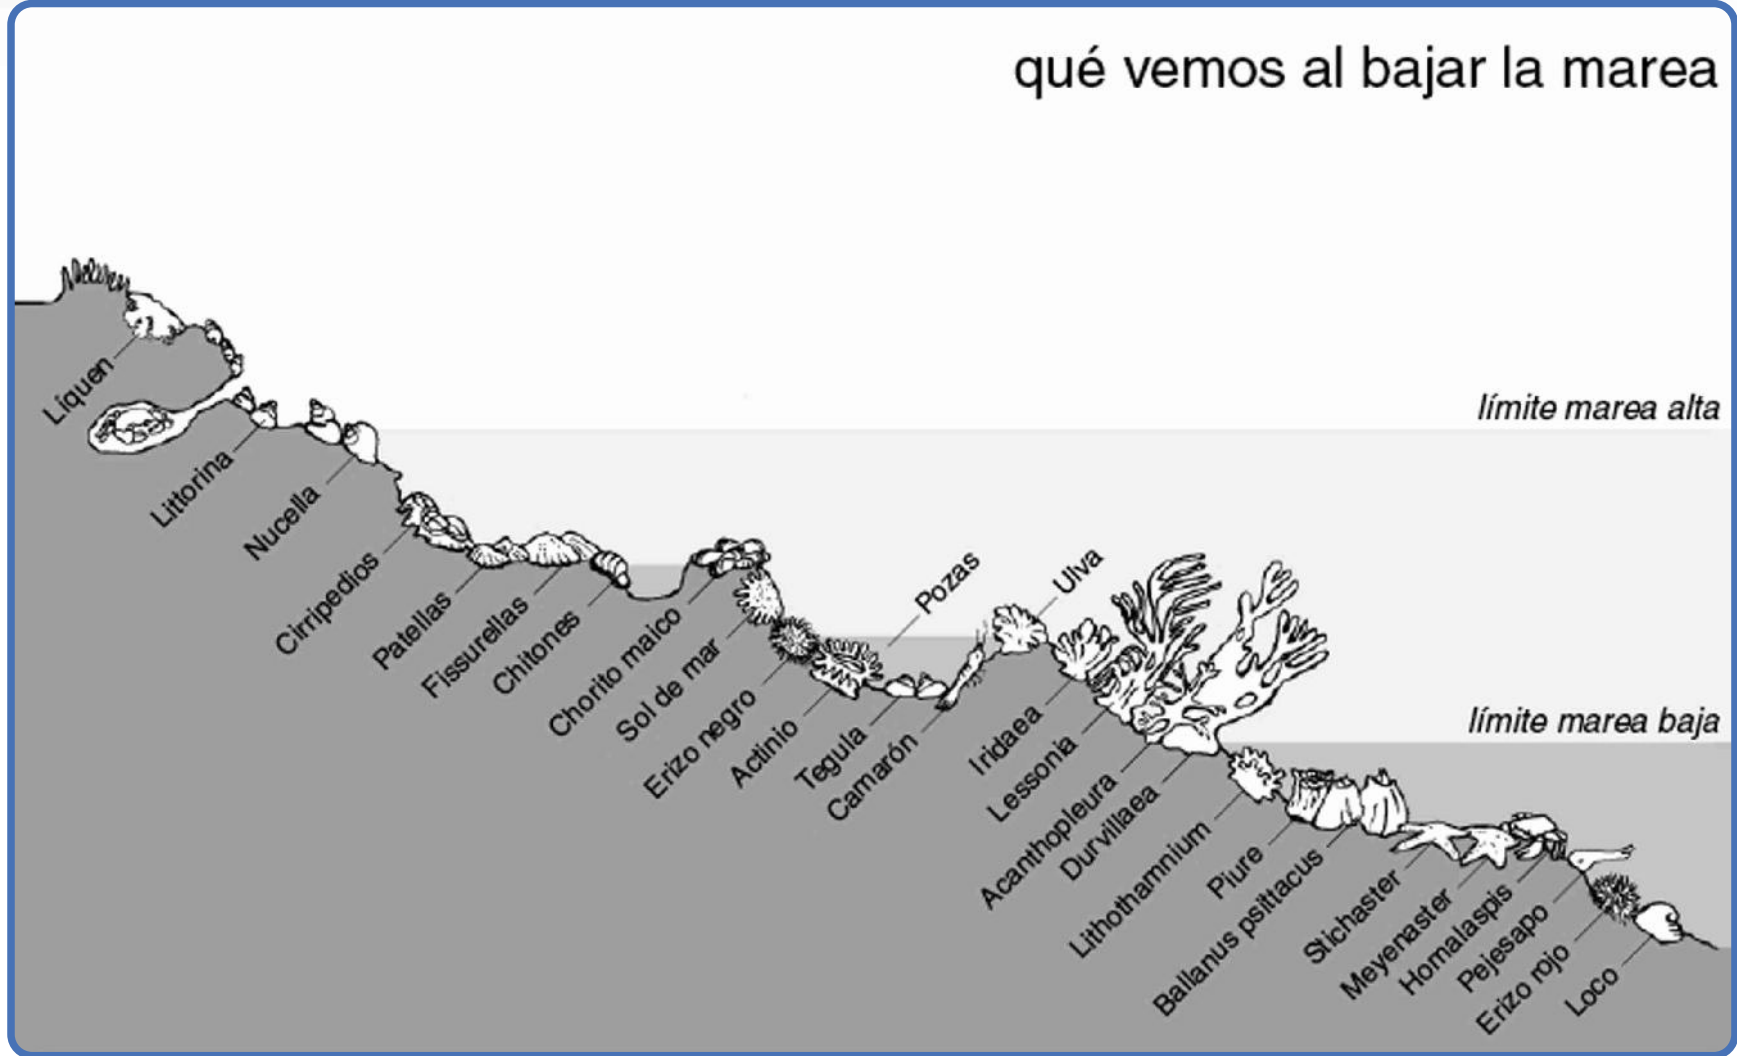 qué vemos al bajar la marea
límite marea alta
límite marea baja
Líquen
Littorina
Nucella
Cirripedios
Patellas
Fissurellas
Chitones
Chorito maico
Sol de mar
Erizo negro
Actinio
Pozas
Tegula
Camarón
Ulva
Iridaea
Lessonia
Acanthopleura
Durvillaea
Lithothamnium
Piure
Ballanus psittacus
Stichaster
Meyenaster
Homalaspis
Pejesapo
Erizo rojo
Loco